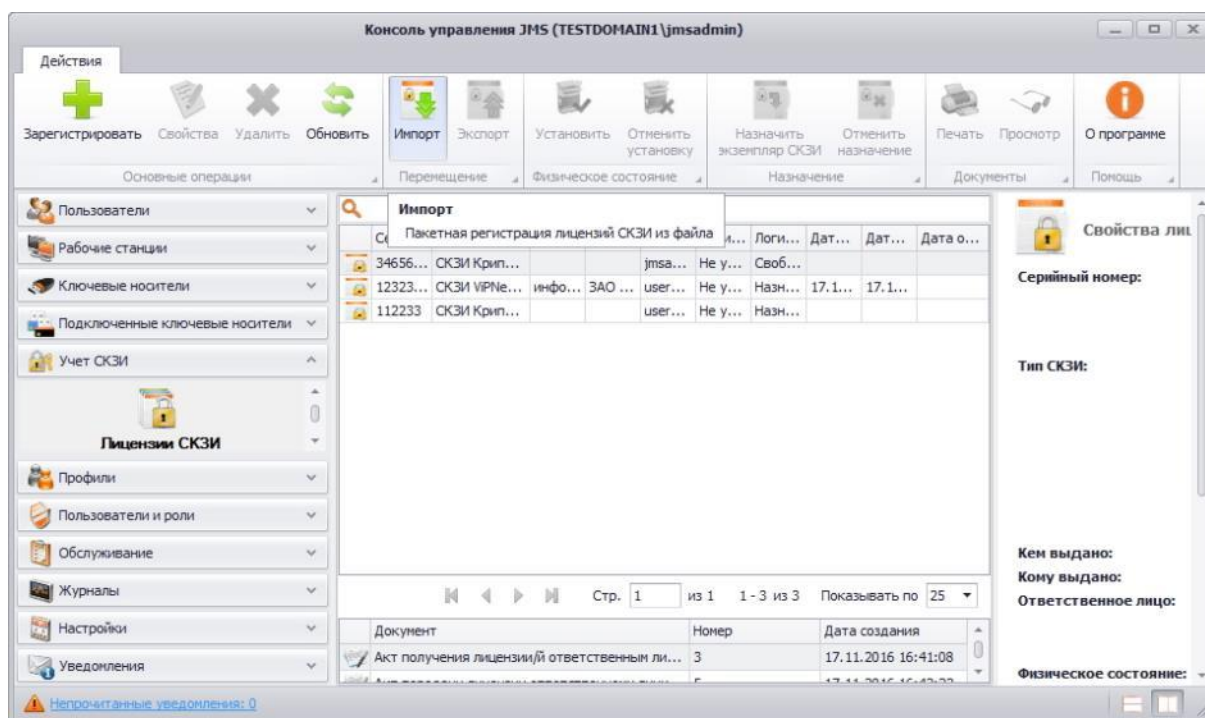 Консоль управления JMS (TESTDOMAIN1\jmsadmin)
Действия
Зарегистрировать Свойства Удалить Обновить Импорт Экспорт Установить Отменить установку Назначить экземпляр СКЗИ Отменить назначение Печать Просмотр О программе
Основные операции Перемещение Физическое состояние Назначение Документы Помощь
Пользователи
Рабочие станции
Ключевые носители
Подключенные ключевые носители
Учет СКЗИ
Лицензии СКЗИ
Профили
Пользователи и роли
Обслуживание
Журналы
Настройки
Уведомления
Импорт
Пакетная регистрация лицензий СКЗИ из файла
Се... Логи... Дат... Дат... Дата о...
34656... СКЗИ Крип... jmsa... Не у... Своб...
12323... СКЗИ ViPNe... инфо... ЗАО ... user... Не у... Назн... 17.1... 17.1...
112233 СКЗИ Крип... user... Не у... Назн...
Стр. 1 из 1 1 - 3 из 3 Показывать по 25
Документ Номер Дата создания
Акт получения лицензии/й ответственным ли... 3 17.11.2016 16:41:08
Свойства лиц
Серийный номер:
Тип СКЗИ:
Кем выдано:
Кому выдано:
Ответственное лицо:
Физическое состояние:
Непрочитанные уведомления: 0